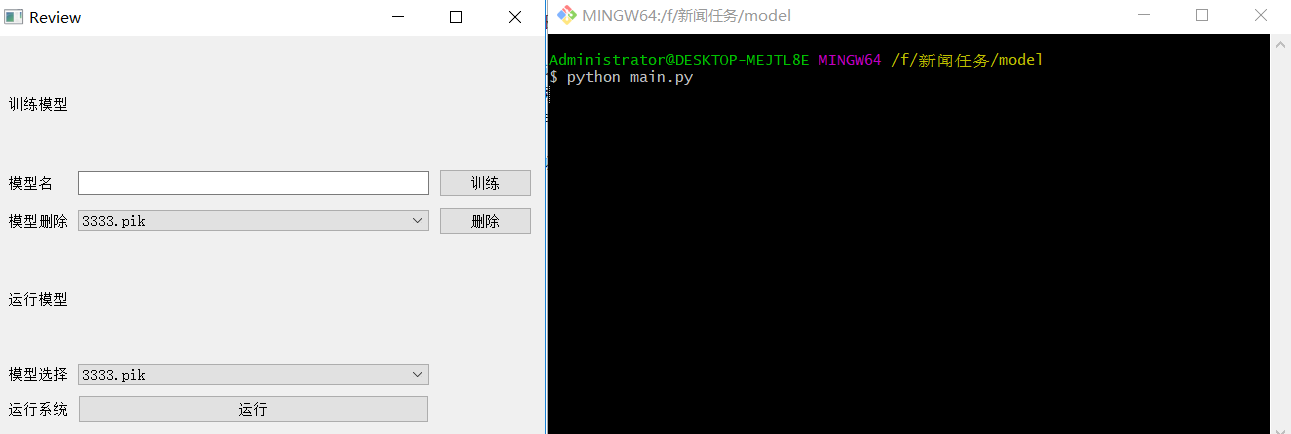 Review
训练模型
模型名 训练
模型删除 3333.pik 删除
运行模型
模型选择 3333.pik
运行系统 运行
MINGW64:/f/新闻任务/model
Administrator@DESKTOP-MEJTL8E MINGW64 /f/新闻任务/model
$ python main.py